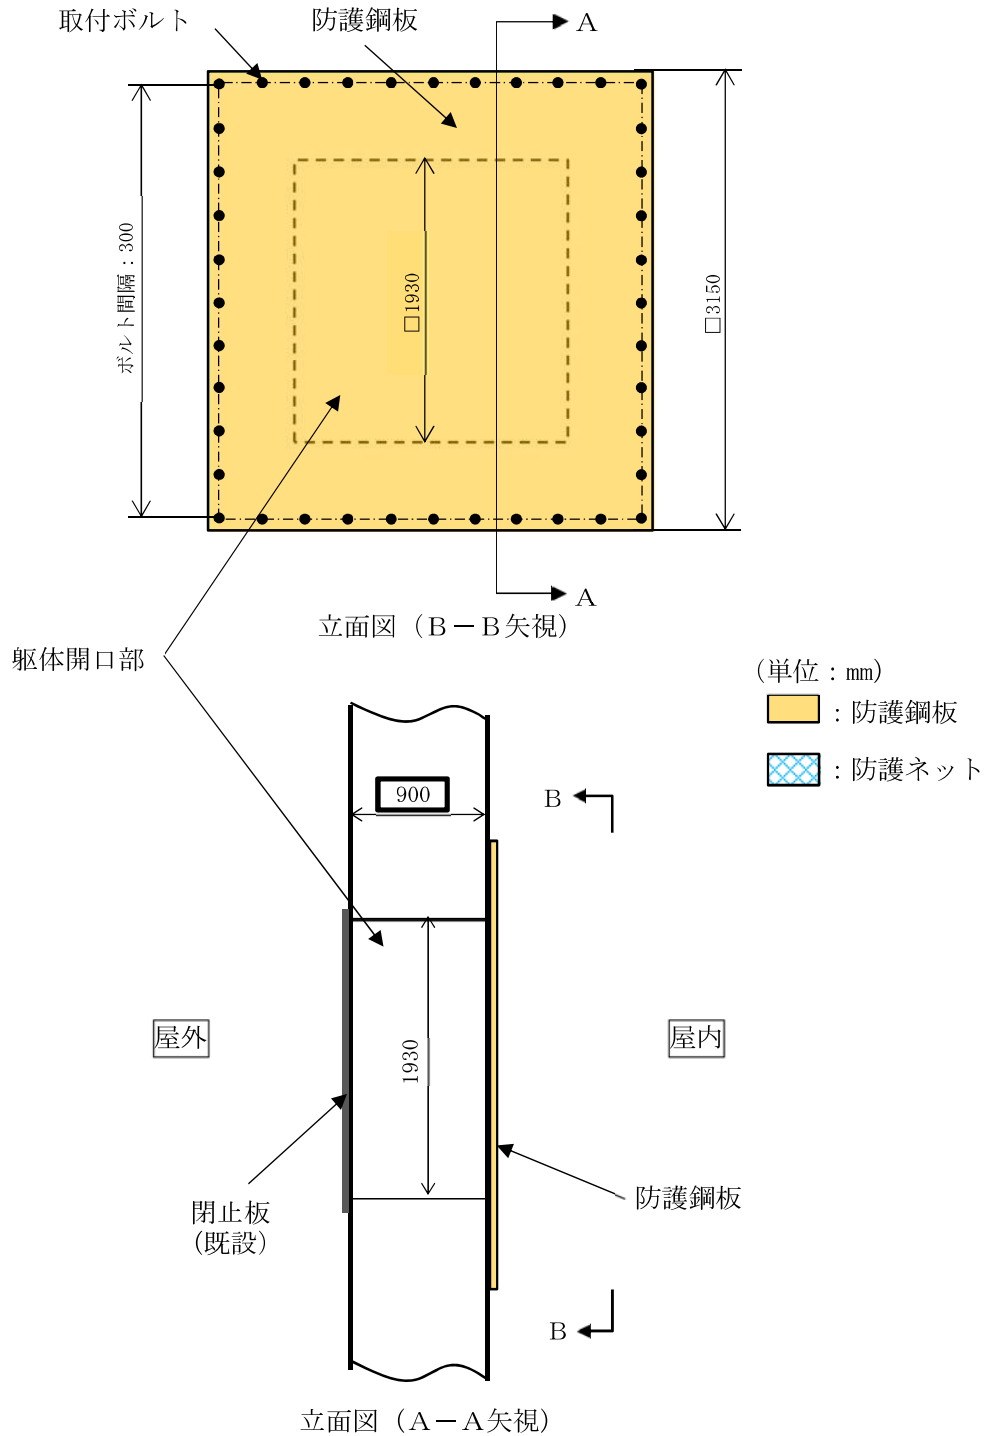 取付ボルト
防護鋼板
A
ボルト間隔：300
□1930
□3150
A
立面図（B－B矢視）
躯体開口部
（単位：mm）
：防護鋼板
：防護ネット
900
B
屋外
1930
屋内
閉止板
（既設）
防護鋼板
B
立面図（A－A矢視）